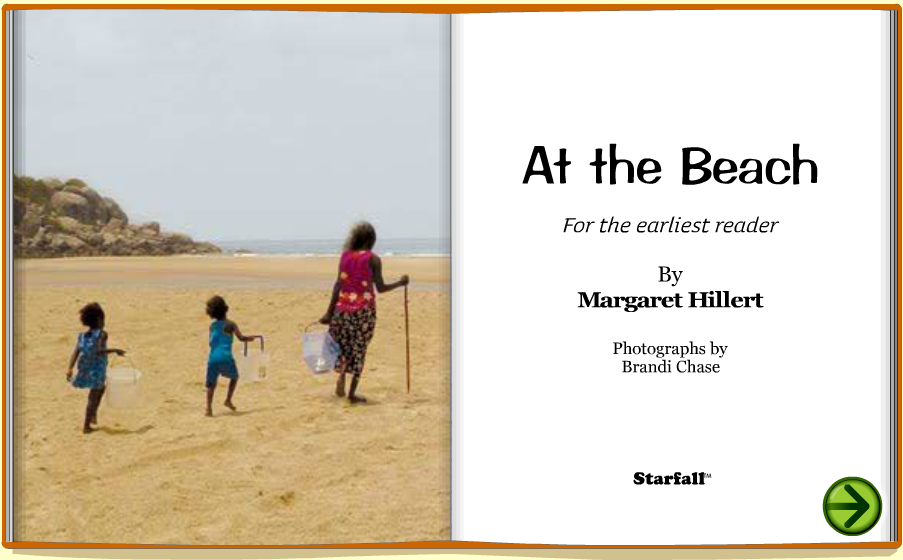 At the Beach
For the earliest reader
By
Margaret Hillert
Photographs by
Brandi Chase
Starfall™